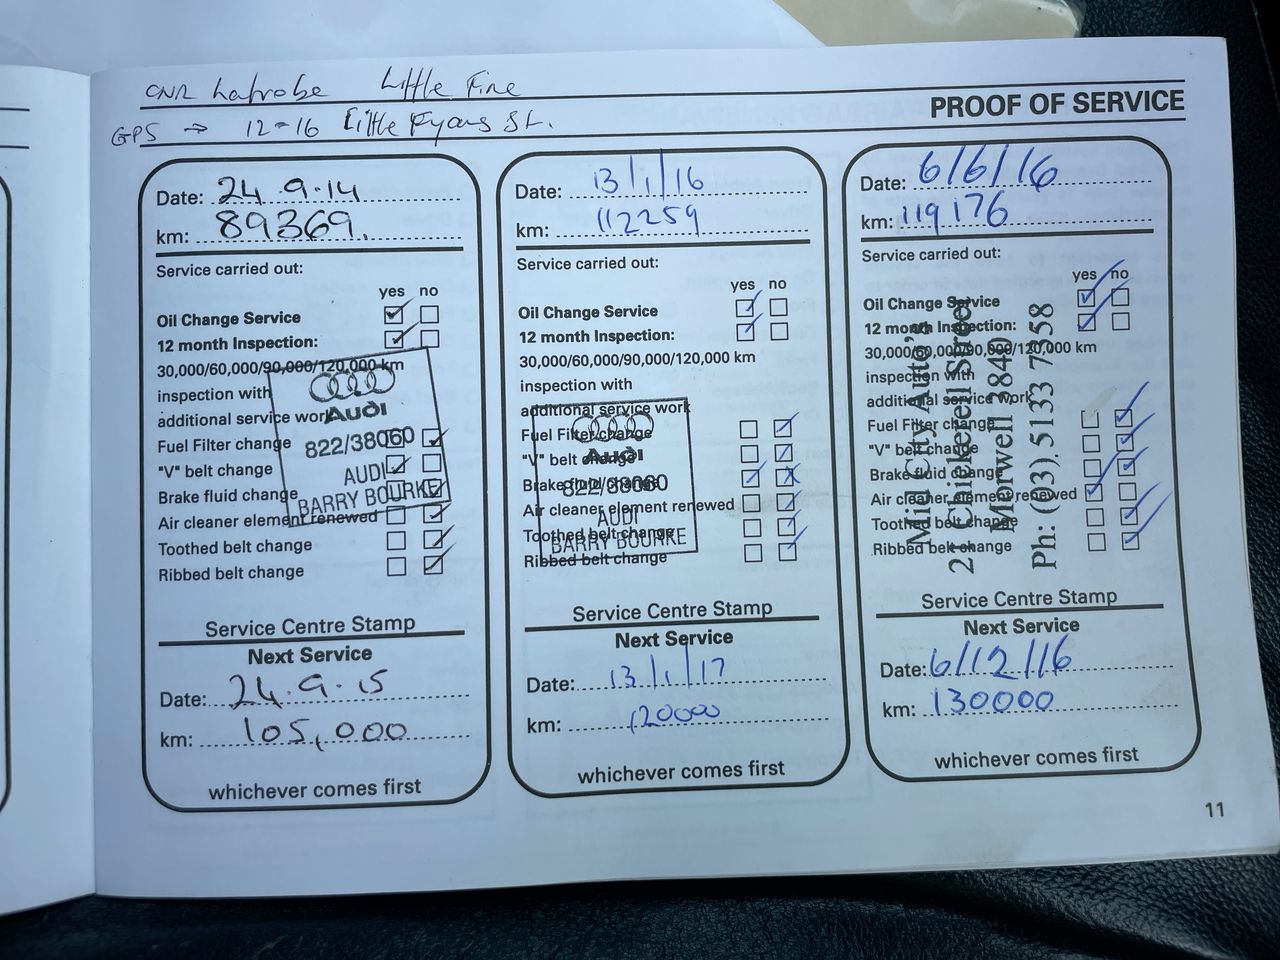 CNR Latrobe Little Fine
GPS → 12-16 Little Fyans St.
PROOF OF SERVICE
Date: 24.9.14
km: 89369.
Service carried out:
yes no
Oil Change Service
12 month Inspection:
30,000/60,000/90,000/120,000 km
inspection with
additional service work
Fuel Filter change
"V" belt change
Brake fluid change
Air cleaner element renewed
Toothed belt change
Ribbed belt change
Audi
822/38060
AUDI
BARRY BOURKE
Service Centre Stamp
Next Service
Date: 24.9.15
km: 105,000
whichever comes first
Date: 13/1/16
km: 112259
Service carried out:
yes no
Oil Change Service
12 month Inspection:
30,000/60,000/90,000/120,000 km
inspection with
additional service work
Fuel Filter change
"V" belt change
Brake fluid change
Air cleaner element renewed
Toothed belt change
Ribbed belt change
Audi
822/38060
AUDI
BARRY BOURKE
Service Centre Stamp
Next Service
Date: 13/1/17
km: 120000
whichever comes first
Date: 6/6/16
km: 119176
Service carried out:
yes no
Oil Change Service
12 month Inspection:
30,000/60,000/90,000/120,000 km
inspection with
additional service work
Fuel Filter change
"V" belt change
Brake fluid change
Air cleaner element renewed
Toothed belt change
Ribbed belt change
Mid City Auto's
21 Chickerell Street
Morwell 3840
Ph: (03) 5133 7358
Service Centre Stamp
Next Service
Date: 6/12/16
km: 130000
whichever comes first
11